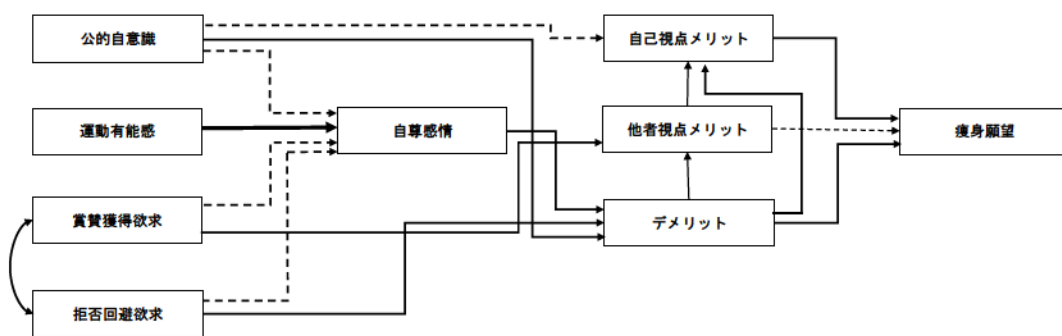 公的自意識
自己視点メリット
運動有能感
自尊感情
他者視点メリット
痩身願望
賞賛獲得欲求
デメリット
拒否回避欲求